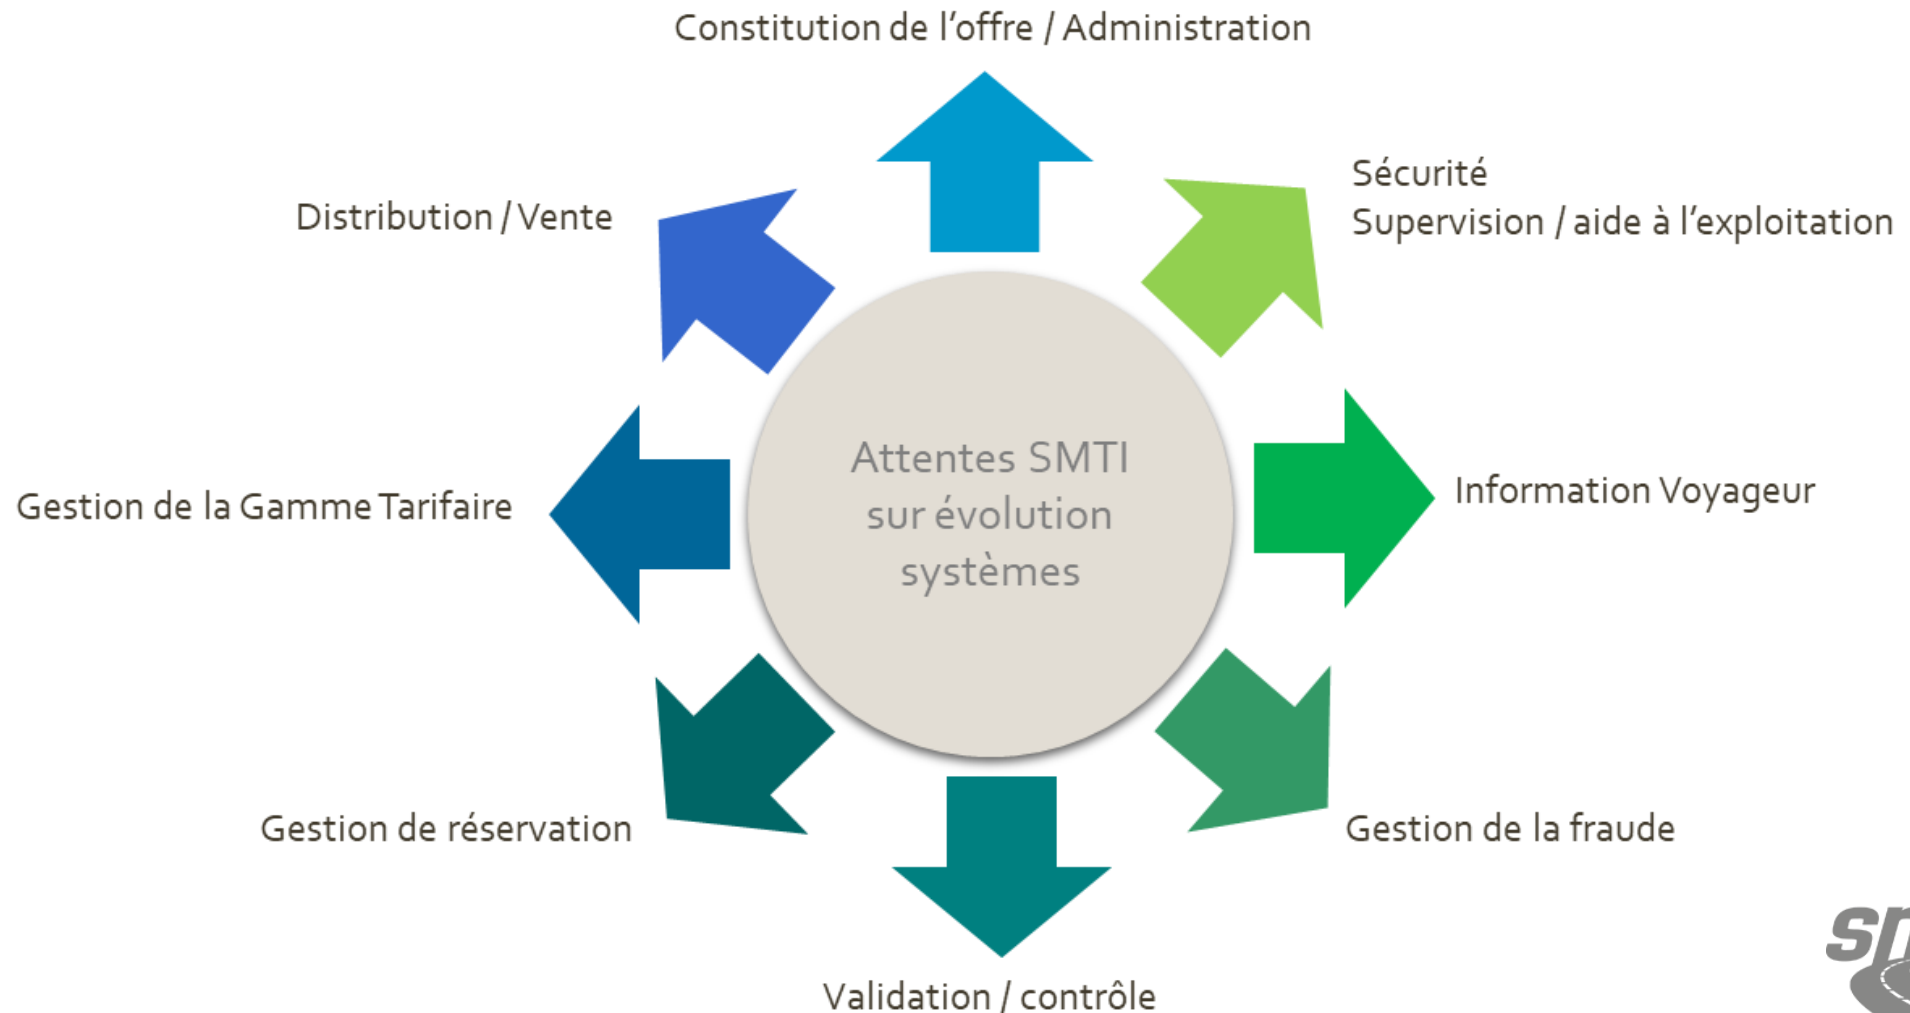 Constitution de l'offre / Administration
Sécurité
Supervision / aide à l'exploitation
Distribution / Vente
Attentes SMTI
sur évolution
systèmes
Information Voyageur
Gestion de la Gamme Tarifaire
Gestion de réservation
Gestion de la fraude
Validation / contrôle